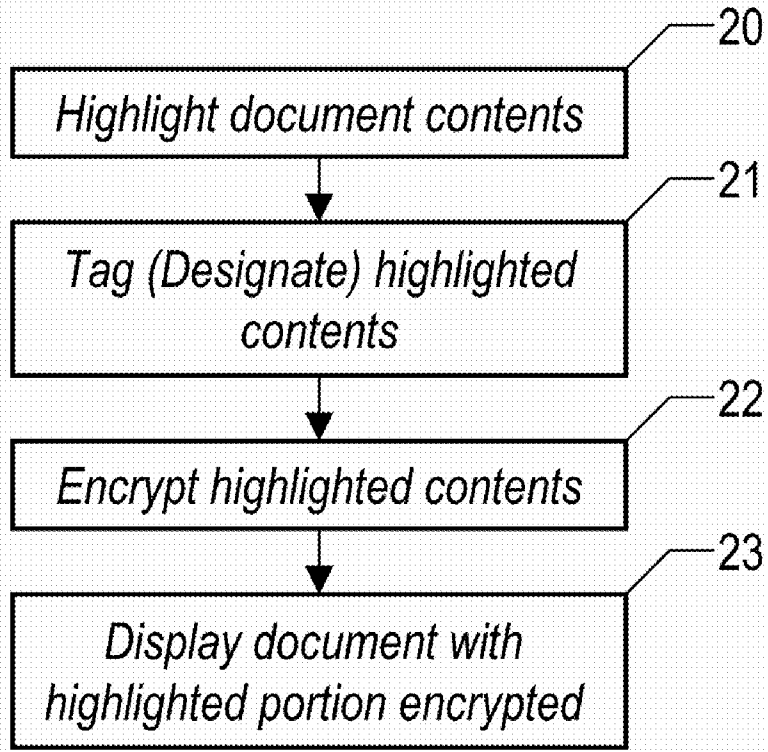 20
Highlight document contents
21
Tag (Designate) highlighted
contents
22
Encrypt highlighted contents
23
Display document with
highlighted portion encrypted